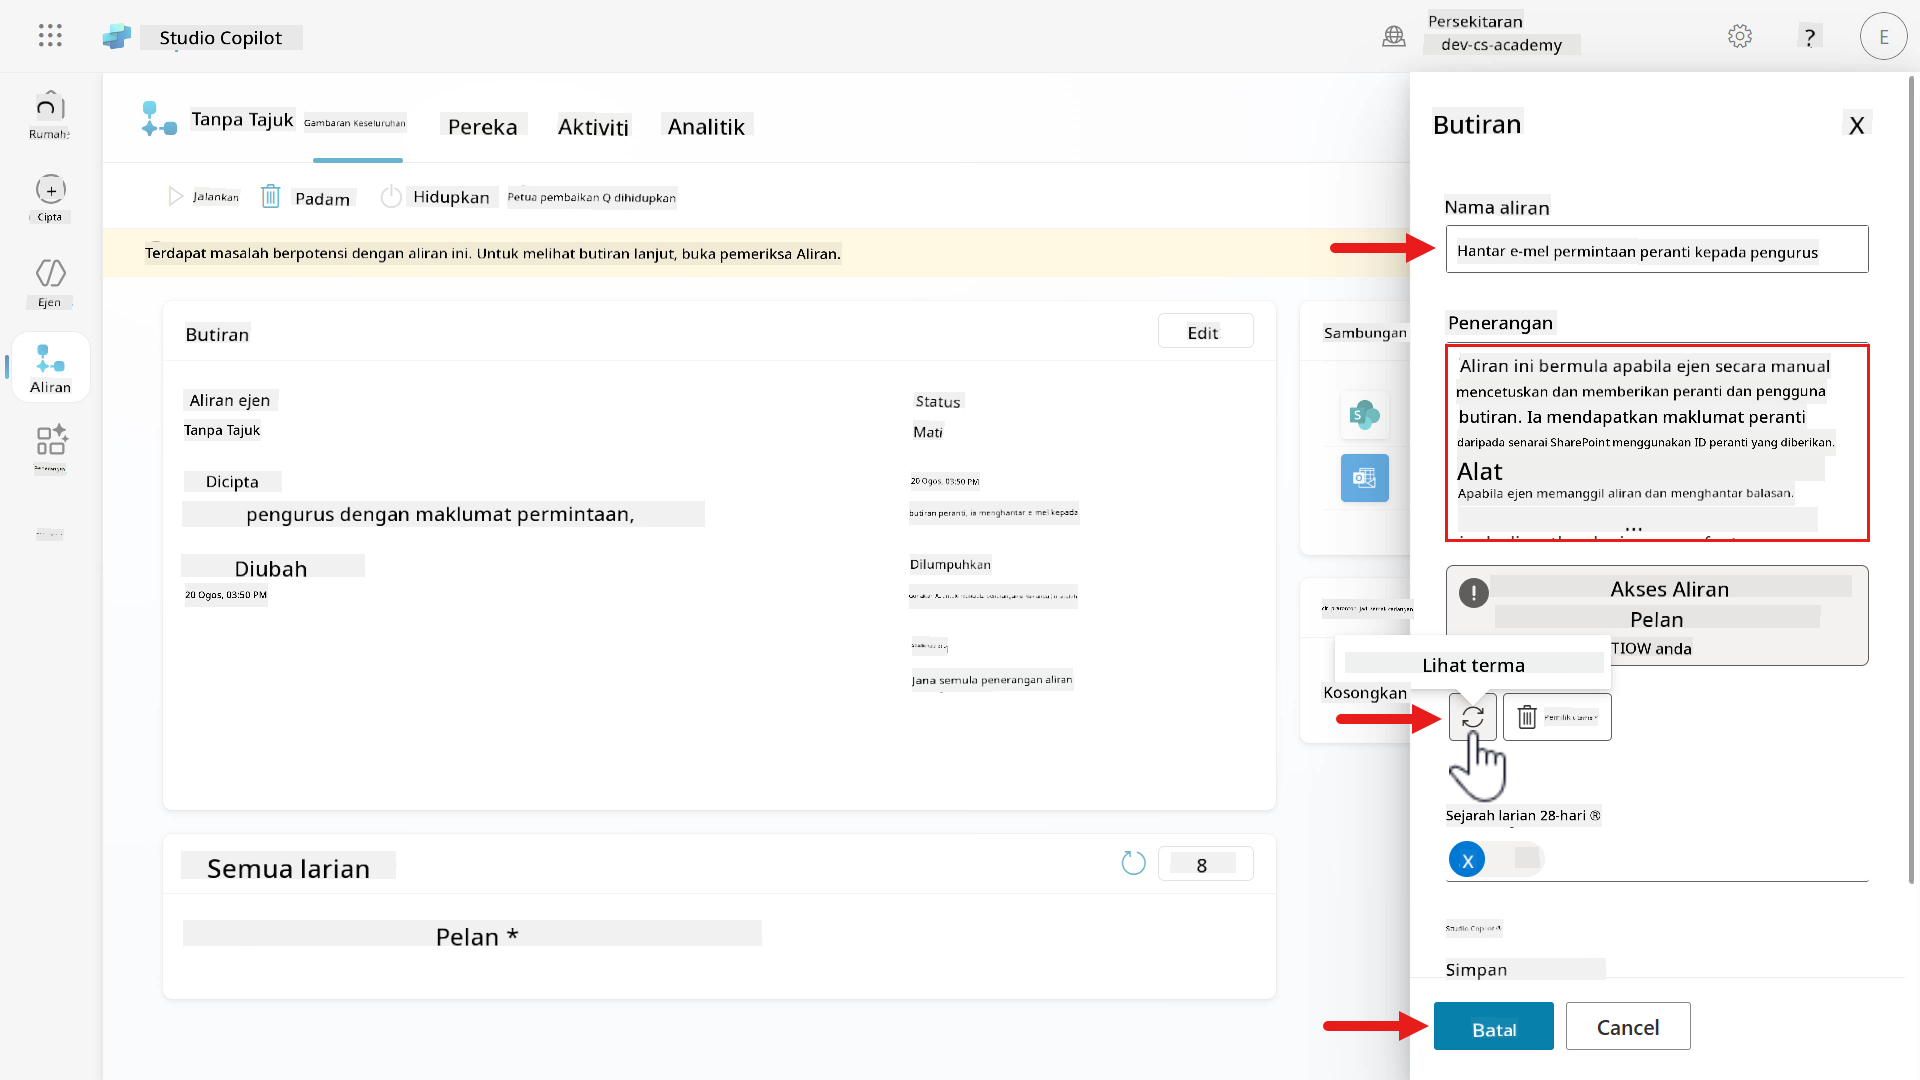 Studio Copilot
Persekitaran
dev-cs-academy
?
E
Rumah
Cipta
Ejen
Aliran
Tanpa Tajuk
Gambaran Keseluruhan
Pereka
Aktiviti
Analitik
Jalankan
Padam
Hidupkan
Petua pembaikan Q dihidupkan
Terdapat masalah berpotensi dengan aliran ini. Untuk melihat butiran lanjut, buka pemeriksa Aliran.
Butiran
Edit
Aliran ejen
Tanpa Tajuk
Status
Mati
Dicipta
20 Ogos, 03:50 PM
pengurus dengan maklumat permintaan,
butiran peranti, ia menghantar e mel kepada
Diubah
20 Ogos, 03:50 PM
Dilumpuhkan
Jana semula penerangan aliran
Semua larian
8
Pelan *
Sambungan
Kosongkan
Butiran
X
Nama aliran
Hantar e-mel permintaan peranti kepada pengurus
Penerangan
Aliran ini bermula apabila ejen secara manual
mencetuskan dan memberikan peranti dan pengguna
butiran. Ia mendapatkan maklumat peranti
daripada senarai SharePoint menggunakan ID peranti yang diberikan.
Alat
Apabila ejen memanggil aliran dan menghantar balasan.
...
Akses Aliran
Pelan
TIOW anda
Lihat terma
Pemilik utama *
Sejarah larian 28-hari ®
X
Simpan
Batal
Cancel